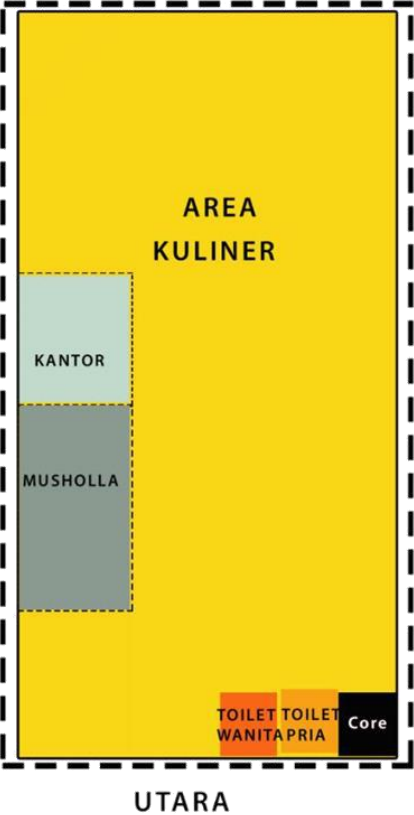 AREA
KULINER
KANTOR
MUSHOLLA
TOILET TOILET Core
WANITA PRIA
UTARA